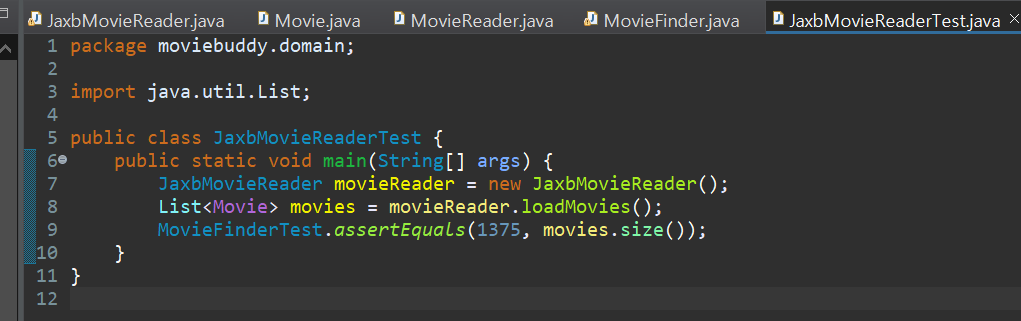 JaxbMovieReader.java Movie.java MovieReader.java MovieFinder.java JaxbMovieReaderTest.java
1 package moviebuddy.domain;
2
3 import java.util.List;
4
5 public class JaxbMovieReaderTest {
6 public static void main(String[] args) {
7 JaxbMovieReader movieReader = new JaxbMovieReader();
8 List<Movie> movies = movieReader.loadMovies();
9 MovieFinderTest.assertEquals(1375, movies.size());
10 }
11 }
12